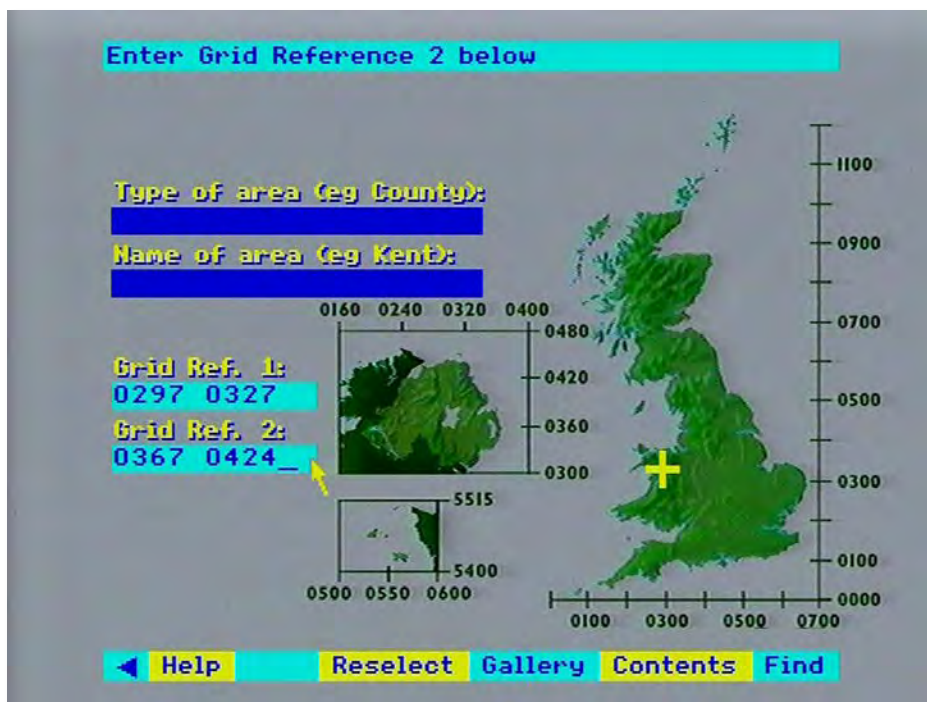 Enter Grid Reference 2 below
Type of area (eg County):
Name of area (eg Kent):
Grid Ref. 1:
0297 0327
Grid Ref. 2:
0367 0424_
0160 0240 0320 0400
0480
0420
0360
0300
5515
5400
0500 0550 0600
1100
0900
0700
0500
0300
0100
0000
0100 0300 0500 0700
Help Reselect Gallery Contents Find